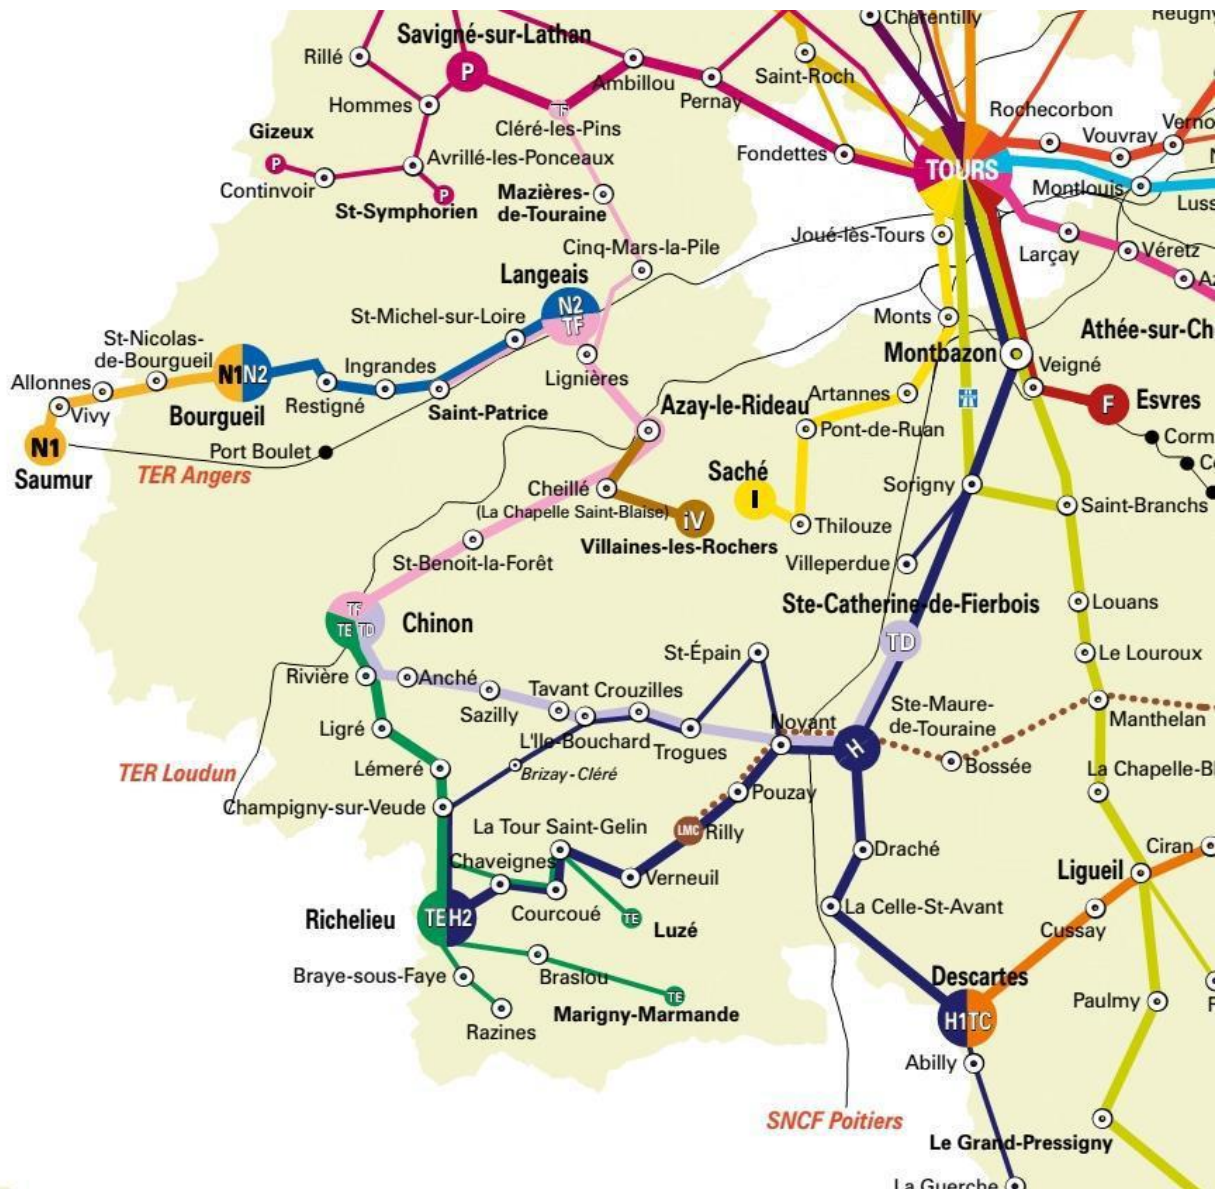 Charentilly
Reugny
Savigné-sur-Lathan
Rillé
P
Ambillou
Saint-Roch
Pernay
Hommes
TF
Cléré-les-Pins
Rochecorbon
Vouvray
Gizeux
P
Continvoir
Avrillé-les-Ponceaux
P
St-Symphorien
Mazières-
de-Touraine
Fondettes
TOURS
Montlouis
Cinq-Mars-la-Pile
Joué-lès-Tours
Larçay
Véretz
Langeais
N2
TF
St-Michel-sur-Loire
Monts
Athée-sur-Ch
St-Nicolas-
de-Bourgueil
Allonnes
Vivy
N1
N2
Ingrandes
Restigné
Bourgueil
Lignières
Saint-Patrice
Montbazon
Veigné
Artannes
F
Esvres
Azay-le-Rideau
Pont-de-Ruan
N1
Saumur
Port Boulet
TER Angers
Corm
Saché
I
Sorigny
Cheillé
(La Chapelle Saint-Blaise)
iV
Villaines-les-Rochers
Thilouze
Saint-Branchs
St-Benoit-la-Forêt
Villeperdue
Ste-Catherine-de-Fierbois
Louans
TF
TE
TD
Chinon
TD
Le Louroux
St-Épain
Rivière
Anché
Sazilly
Tavant
Crouzilles
Ste-Maure-
de-Touraine
Manthelan
Ligré
L'Ile-Bouchard
Trogues
Noyant
H
Bossée
TER Loudun
Lémeré
Brizay-Cléré
La Chapelle-Bl
Champigny-sur-Veude
Pouzay
La Tour Saint-Gelin
LMC
Rilly
Chaveignes
Draché
Ciran
Verneuil
Ligueil
Richelieu
TE
H2
Courcoué
TE
Luzé
La Celle-St-Avant
Cussay
Braye-sous-Faye
Braslou
Descartes
TE
Marigny-Marmande
Razines
H1
TC
Paulmy
Abilly
SNCF Poitiers
Le Grand-Pressigny
La Guerche